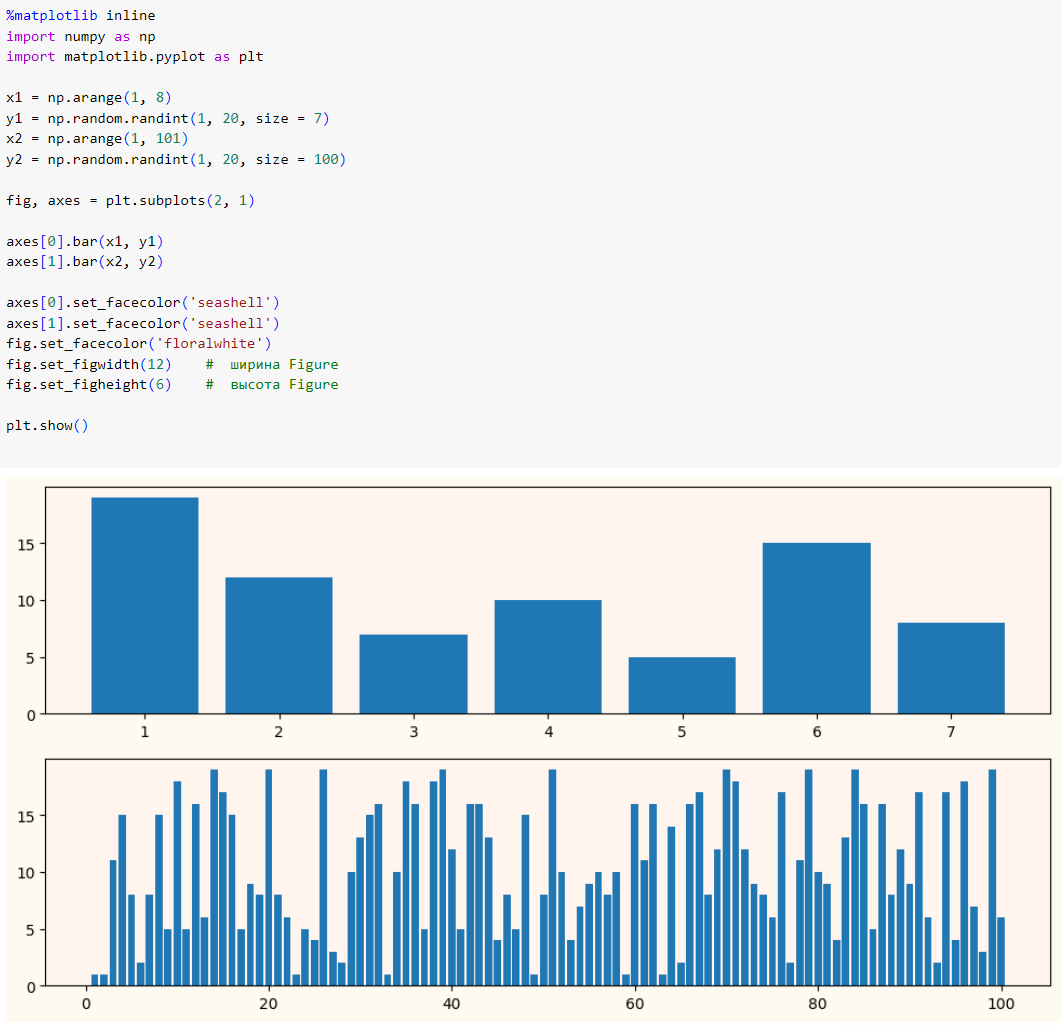 %matplotlib inline
import numpy as np
import matplotlib.pyplot as plt
x1 = np.arange(1, 8)
y1 = np.random.randint(1, 20, size = 7)
x2 = np.arange(1, 101)
y2 = np.random.randint(1, 20, size = 100)
fig, axes = plt.subplots(2, 1)
axes[0].bar(x1, y1)
axes[1].bar(x2, y2)
axes[0].set_facecolor('seashell')
axes[1].set_facecolor('seashell')
fig.set_facecolor('floralwhite')
fig.set_figwidth(12)    #  ширина Figure
fig.set_figheight(6)    #  высота Figure
plt.show()
15
10
5
0
1 2 3 4 5 6 7
15
10
5
0
0 20 40 60 80 100